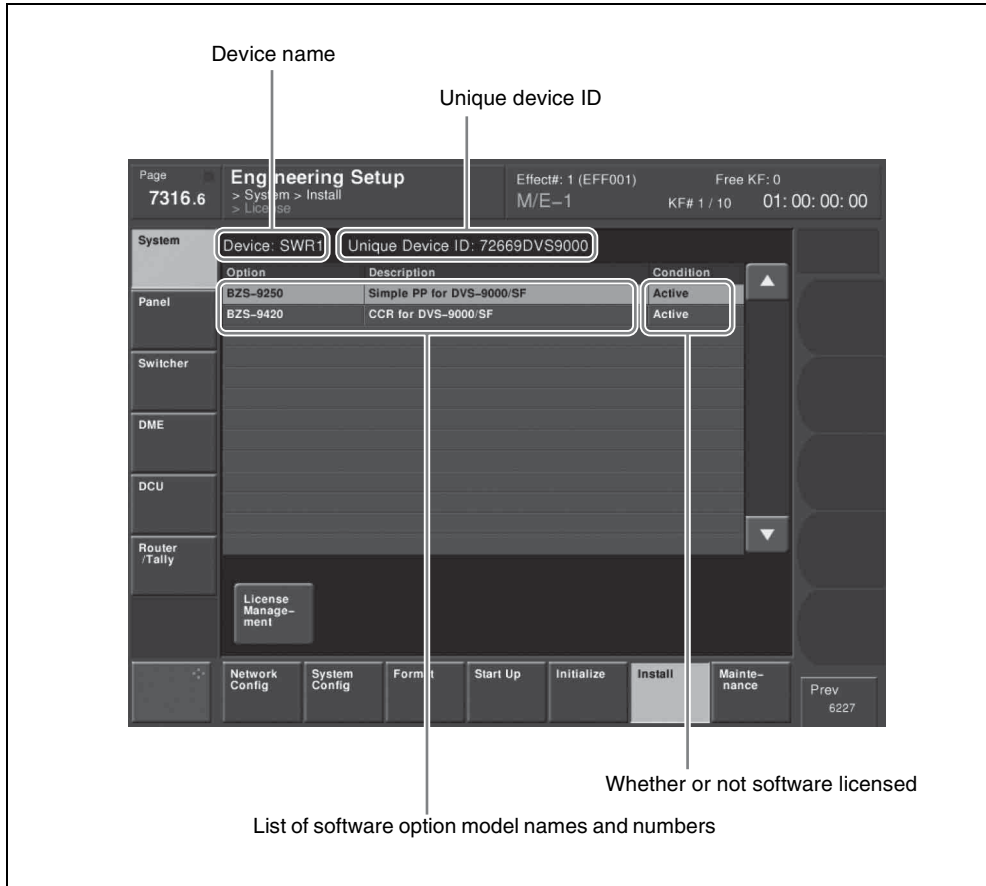 Device name
Unique device ID
Page
7316.6
Engineering Setup
> System > Install
> License
Effect#: 1 (EFF001)
Free KF: 0
M/E–1
KF# 1 / 10
01: 00: 00: 00
System
Device: SWR1
Unique Device ID: 72669DVS9000
Option
Description
Condition
BZS–9250
Simple PP for DVS–9000/SF
Active
BZS–9420
CCR for DVS–9000/SF
Active
Panel
Switcher
DME
DCU
Router
/Tally
License
Manage–
ment
Network
Config
System
Config
Format
Start Up
Initialize
Install
Mainte–
nance
Prev
6227
Whether or not software licensed
List of software option model names and numbers